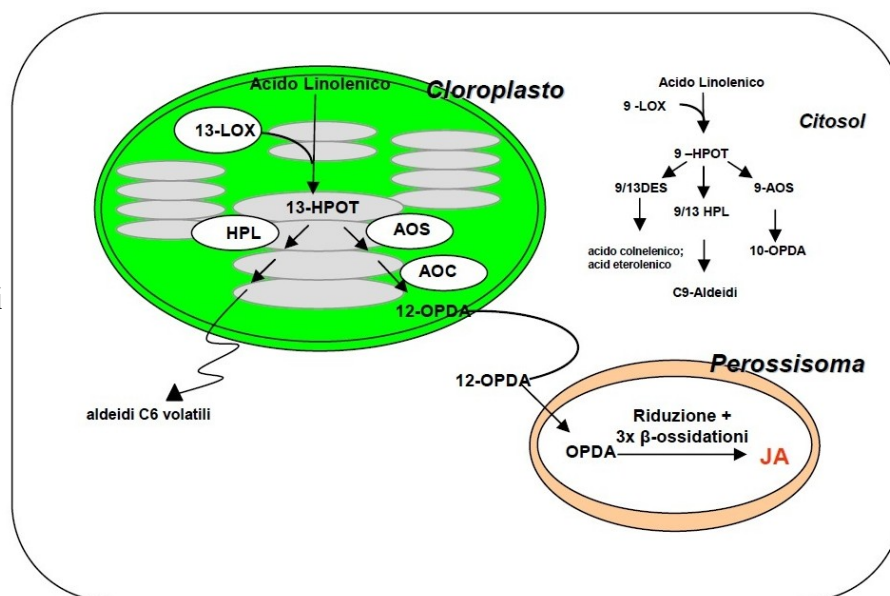 Acido Linolenico
Cloroplasto
13-LOX
13-HPOT
HPL
AOS
AOC
12-OPDA
i
aldeidi C6 volatili
Acido Linolenico
9 -LOX
Citosol
9 –HPOT
9/13DES
9/13 HPL
9-AOS
acido colnelenico;
acid eterolenico
10-OPDA
C9-Aldeidi
12-OPDA
Perossisoma
Riduzione +
3x β-ossidationi
OPDA
JA